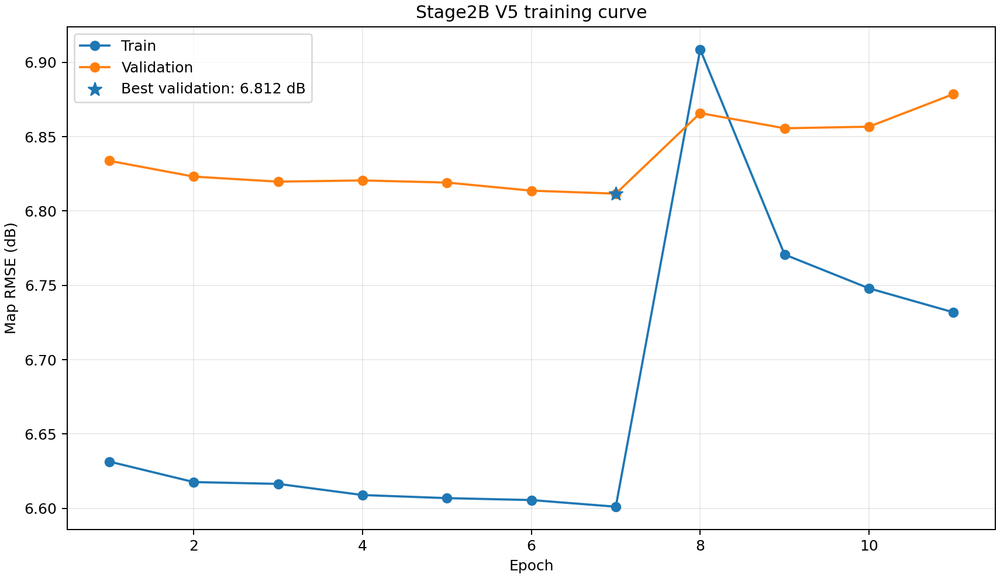 Stage2B V5 training curve
Train
Validation
Best validation: 6.812 dB
6.90
6.85
6.80
6.75
6.70
6.65
6.60
Map RMSE (dB)
2 4 6 8 10
Epoch